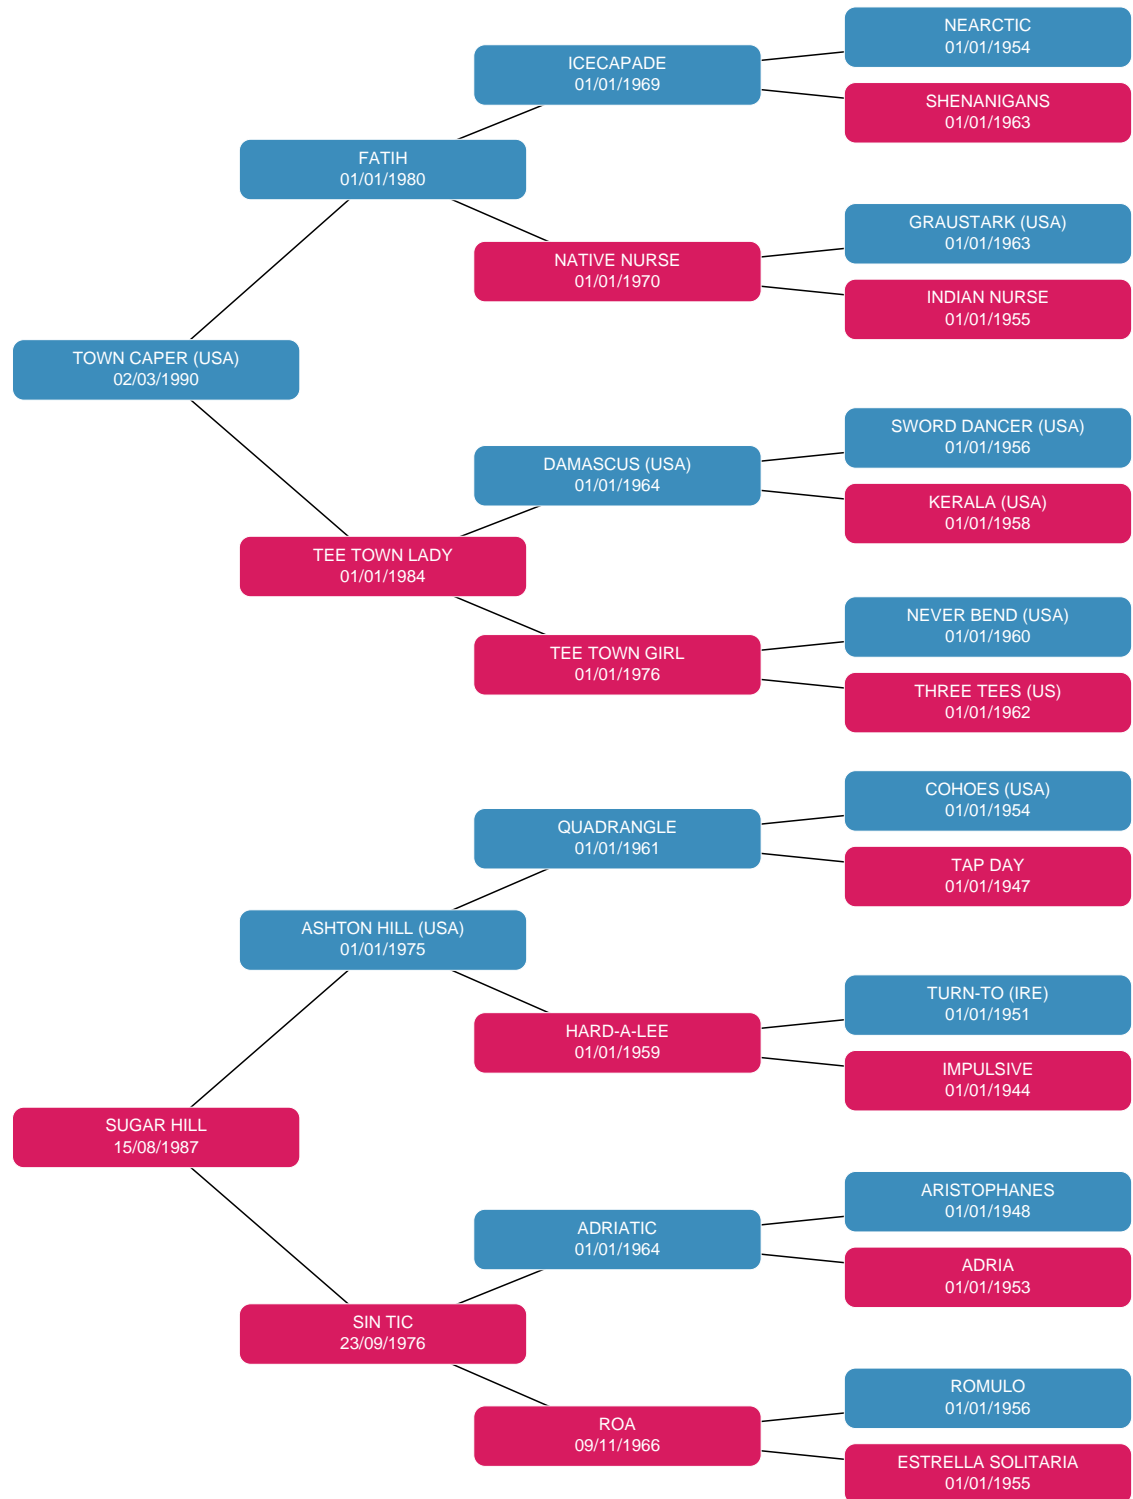 NEARCTIC
01/01/1954
ICECAPADE
01/01/1969
SHENANIGANS
01/01/1963
FATIH
01/01/1980
GRAUSTARK (USA)
01/01/1963
NATIVE NURSE
01/01/1970
INDIAN NURSE
01/01/1955
TOWN CAPER (USA)
02/03/1990
SWORD DANCER (USA)
01/01/1956
DAMASCUS (USA)
01/01/1964
KERALA (USA)
01/01/1958
TEE TOWN LADY
01/01/1984
NEVER BEND (USA)
01/01/1960
TEE TOWN GIRL
01/01/1976
THREE TEES (US)
01/01/1962
COHOES (USA)
01/01/1954
QUADRANGLE
01/01/1961
TAP DAY
01/01/1947
ASHTON HILL (USA)
01/01/1975
TURN-TO (IRE)
01/01/1951
HARD-A-LEE
01/01/1959
IMPULSIVE
01/01/1944
SUGAR HILL
15/08/1987
ARISTOPHANES
01/01/1948
ADRIATIC
01/01/1964
ADRIA
01/01/1953
SIN TIC
23/09/1976
ROMULO
01/01/1956
ROA
09/11/1966
ESTRELLA SOLITARIA
01/01/1955